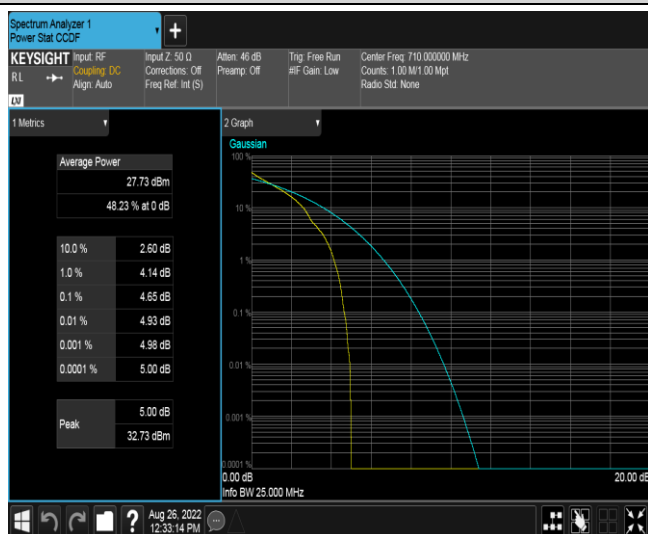 Spectrum Analyzer 1
Power Stat CCDF
KEYSIGHT
RL
LXI
Input: RF
Coupling: DC
Align: Auto
Input Z: 50 Ω
Corrections: Off
Freq Ref: Int (S)
Atten: 46 dB
Preamp: Off
Trig: Free Run
#IF Gain: Low
Center Freq: 710.000000 MHz
Counts: 1.00 M/1.00 Mpt
Radio Std: None
1 Metrics
Average Power
27.73 dBm
48.23 % at 0 dB
10.0 % 2.60 dB
1.0 % 4.14 dB
0.1 % 4.65 dB
0.01 % 4.93 dB
0.001 % 4.98 dB
0.0001 % 5.00 dB
Peak
5.00 dB
32.73 dBm
2 Graph
Gaussian
100 %
10 %
1 %
0.1 %
0.01 %
0.001 %
0.0001 %
0.00 dB 20.00 dB
Info BW 25.000 MHz
Aug 26, 2022
12:33:14 PM